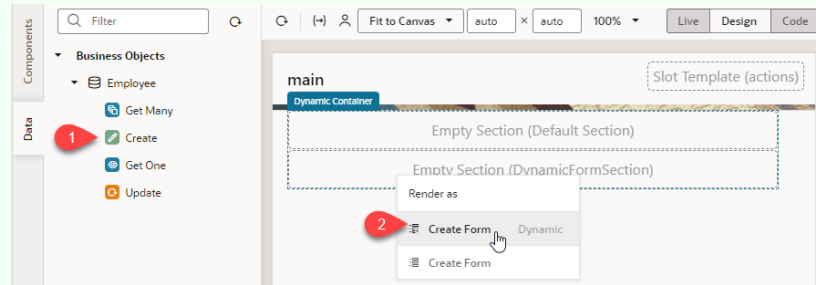 Components
Data
Filter
Business Objects
Employee
Get Many
1
Create
Get One
Update
Fit to Canvas
auto
×
auto
100%
Live
Design
Code
main
Slot Template (actions)
Dynamic Container
Empty Section (Default Section)
Empty Section (DynamicFormSection)
Render as
2
Create Form Dynamic
Create Form